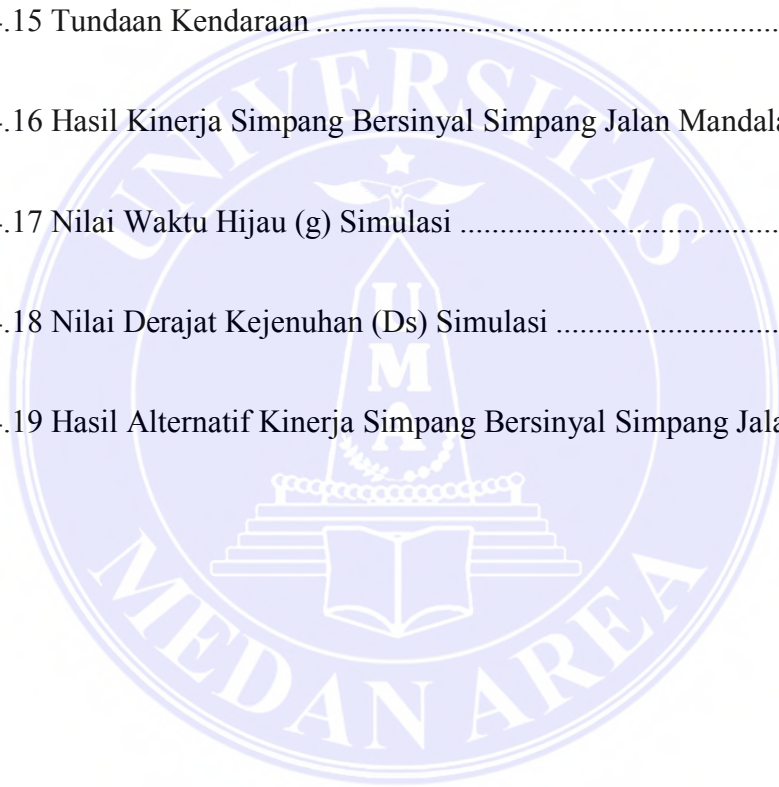 .15 Tundaan Kendaraan ..........................................................
.16 Hasil Kinerja Simpang Bersinyal Simpang Jalan Mandala
.17 Nilai Waktu Hijau (g) Simulasi ........................................
.18 Nilai Derajat Kejenuhan (Ds) Simulasi ............................
.19 Hasil Alternatif Kinerja Simpang Bersinyal Simpang Jala
UNIVERSITAS
UMA
MEDAN AREA